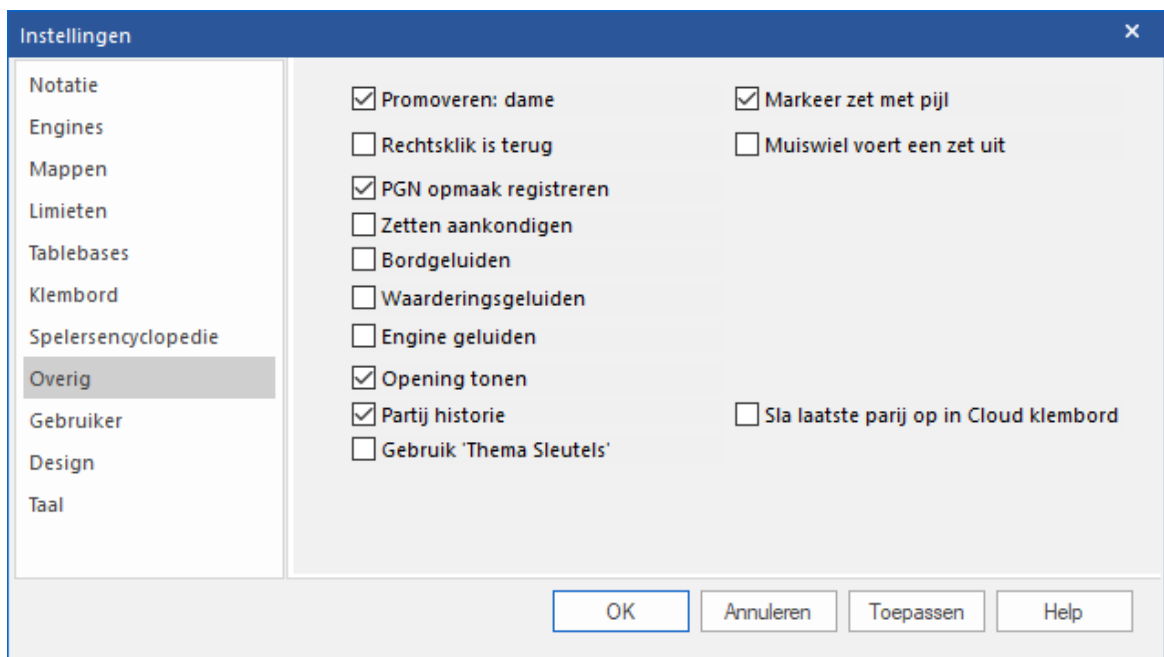 Instellingen
Notatie
Engines
Mappen
Limieten
Tablebases
Klembord
Spelersencyclopedie
Overig
Gebruiker
Design
Taal
Promoveren: dame
Markeer zet met pijl
Rechtsklik is terug
Muiswiel voert een zet uit
PGN opmaak registreren
Zetten aankondigen
Bordgeluiden
Waarderingsgeluiden
Engine geluiden
Opening tonen
Partij historie
Sla laatste parij op in Cloud klembord
Gebruik 'Thema Sleutels'
OK
Annuleren
Toepassen
Help